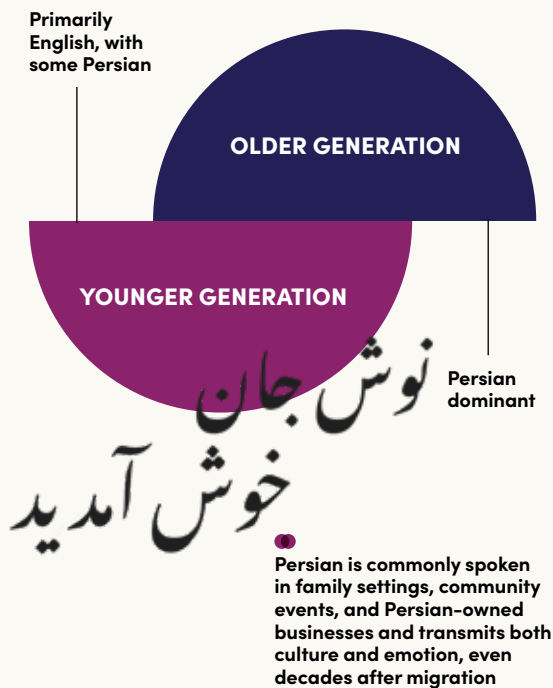 Primarily
English, with
some Persian
OLDER GENERATION
YOUNGER GENERATION
Persian
dominant
نوش جان
خوش آمدید
Persian is commonly spoken
in family settings, community
events, and Persian-owned
businesses and transmits both
culture and emotion, even
decades after migration